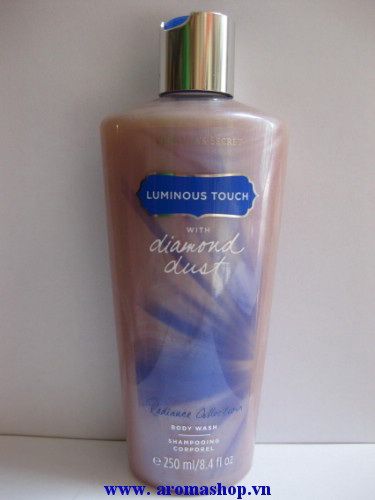 SECRET
LUMINOUS TOUCH
WITH
diamond
dust
Radiance Collection
BODY WASH
SHAMPOOING
CORPOREL
e 250 ml/8.4 fl oz
www. aromashop.vn